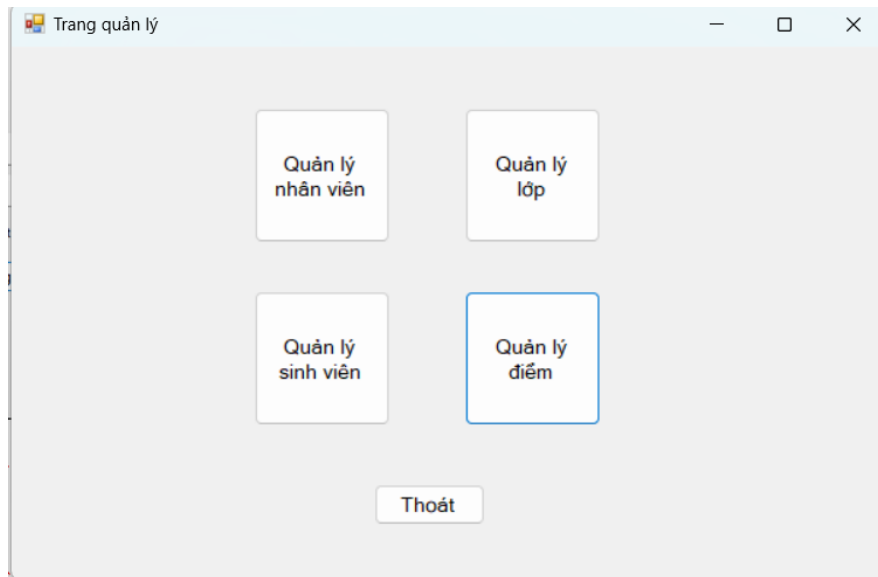 Trang quản lý
Quản lý
nhân viên
Quản lý
lớp
Quản lý
sinh viên
Quản lý
điểm
Thoát